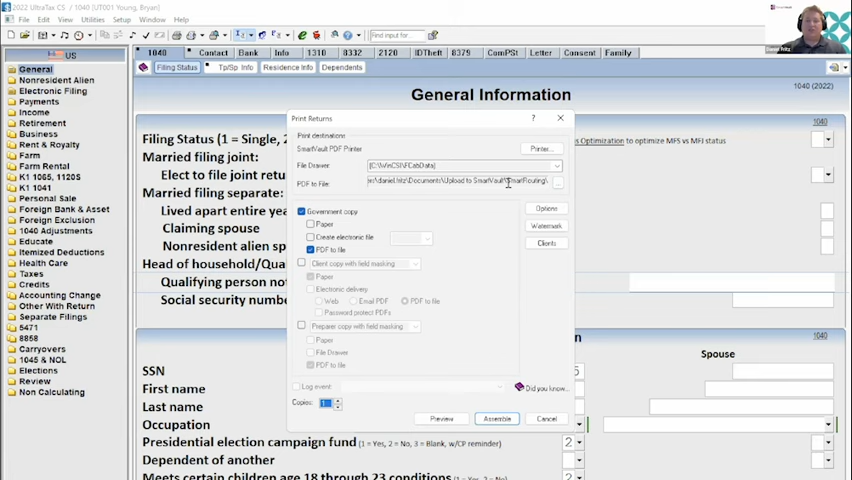 2022 UltraTax CS / 1040 [UT001 Young, Bryan]
File Edit View Utilities Setup Window Help
8332
Find input for...
US
1040 Contact Bank Info 1310 8332 2120 IDTheft 8379 ComPSt Letter Consent Family
Filing Status Tp/Sp Info Residence Info Dependents
General
Nonresident Alien
Electronic Filing
Payments
Income
Retirement
Business
Rent & Royalty
Farm
Farm Rental
K1 1065, 1120S
K1 1041
Personal Sale
Foreign Bank Asset
Foreign Exclusion
1040 Adjustments
Educate
Itemized Deductions
Health Care
Taxes
Credits
Accounting Change
Other With Return
Separate Filings
5471
8858
Carryovers
1045 & NOL
Elections
Review
Non Calculating
General Information
1040 (2022)
Filing Status (1 = Single, 2
1040
Optimization to optimize MFS vs MFJ status
Married filing joint:
Elect to file joint retu
Married filing separate:
Lived apart entire year
Claiming spouse
Nonresident alien sp
Head of household/Qua
Qualifying person not
Social security numbe
1040
Spouse
SSN
First name
Last name
Occupation
Presidential election campaign fund (1 = Yes, 2 = No, 3 = Blank, w/CP reminder)
2
Dependent of another
Meets certain children age 18 through 23 conditions
2
Print Returns
Print destinations
SmartVault PDF Printer
Printer...
File Drawer:
[C:\WinCSI\FCabData]
PDF to File:
\Documents\Upload to SmartVault\SmartRouting\
...
Government copy
Options
Paper
Watermark
Create electronic file
Clients
PDF to file
Client copy with field masking
Paper
Electronic delivery
Web Email PDF PDF to file
Password protect PDFs
Preparer copy with field masking
Paper
File Drawer
PDF to file
Log event:
Did you know...
Copies: 1
Preview Assemble Cancel
Daniel Fritz